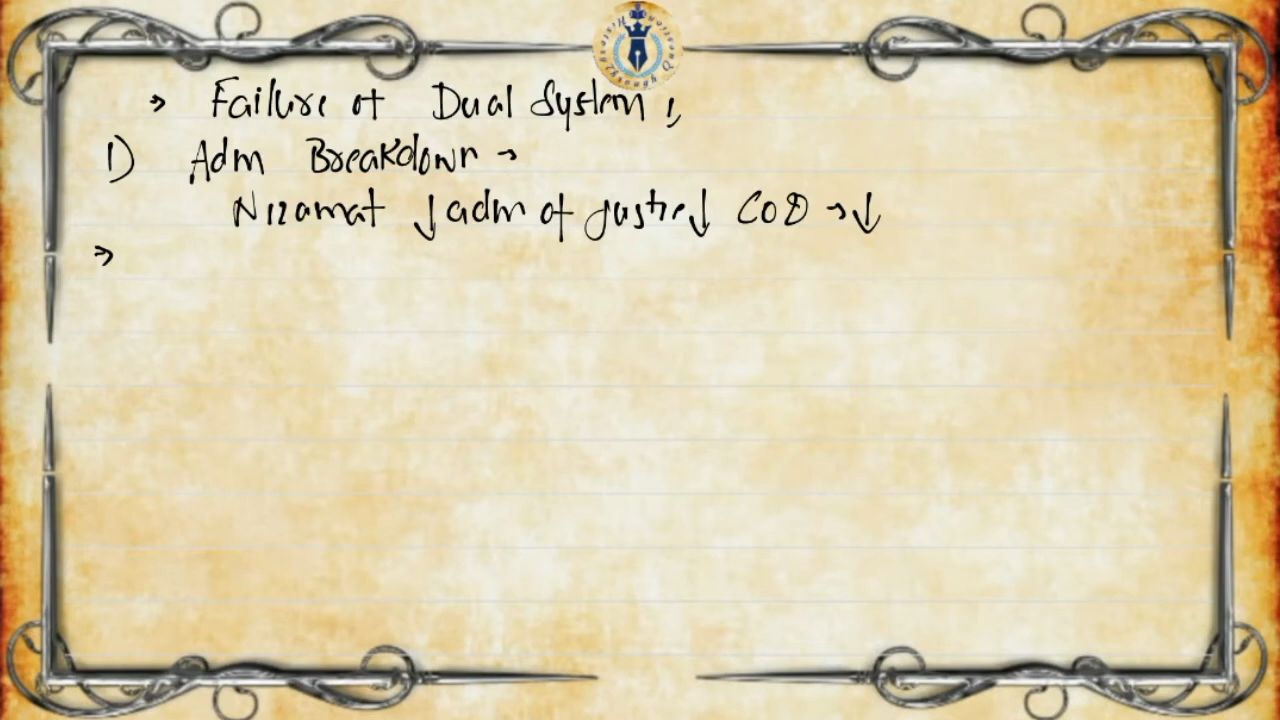 → Failure of Dual System,
1) Adm Breakdown →
Nizamat ↓ adm of Justice ↓ COD → ↓
⇒